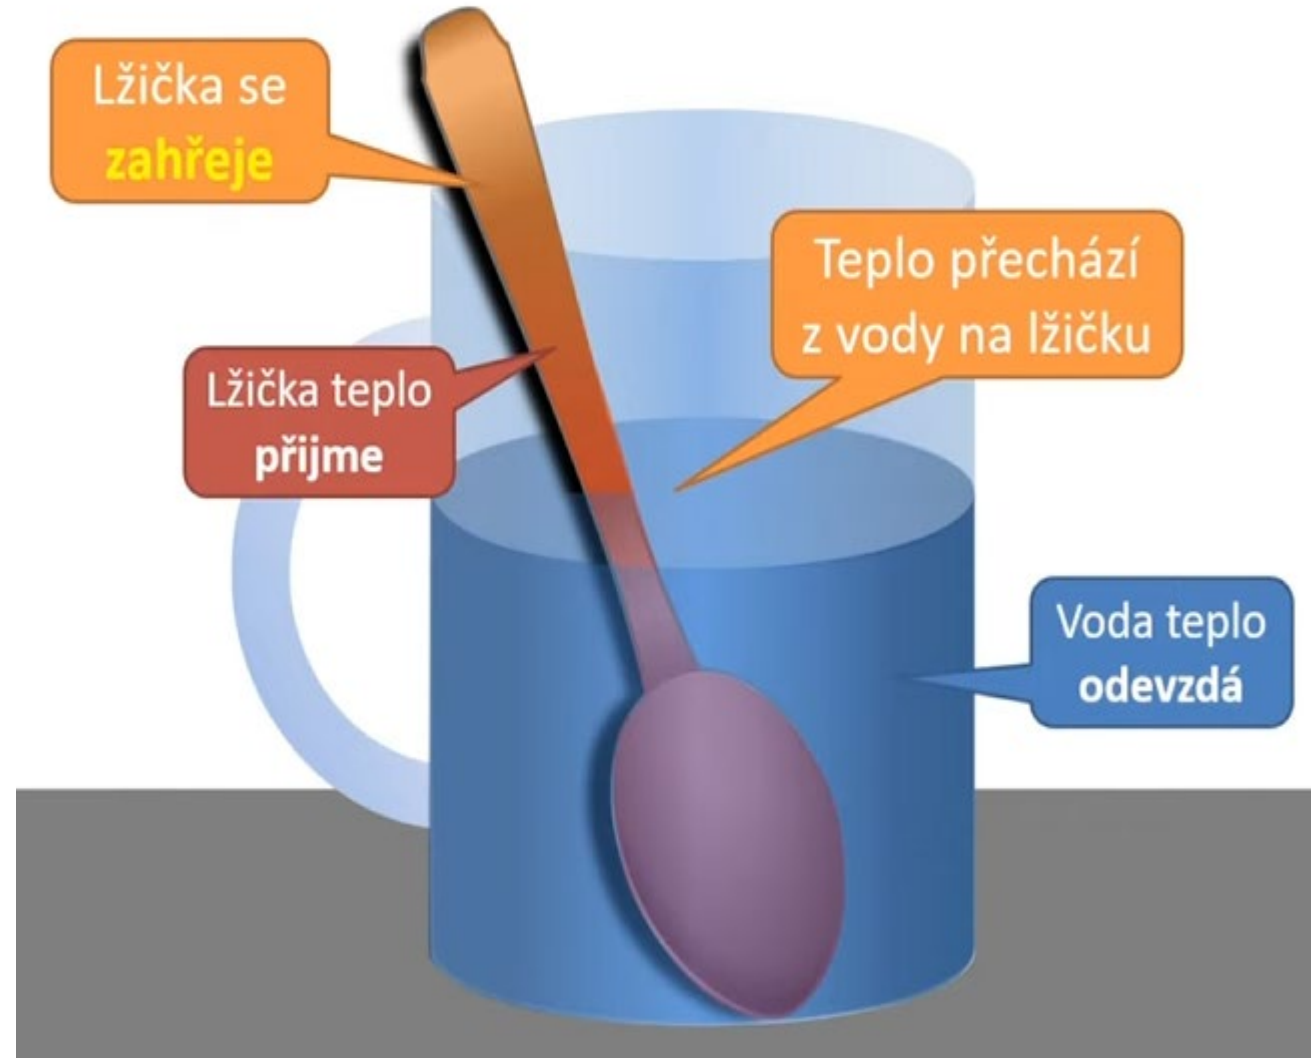 Lžička se
zahřeje
Teplo přechází
z vody na lžičku
Lžička teplo
přijme
Voda teplo
odevzdá